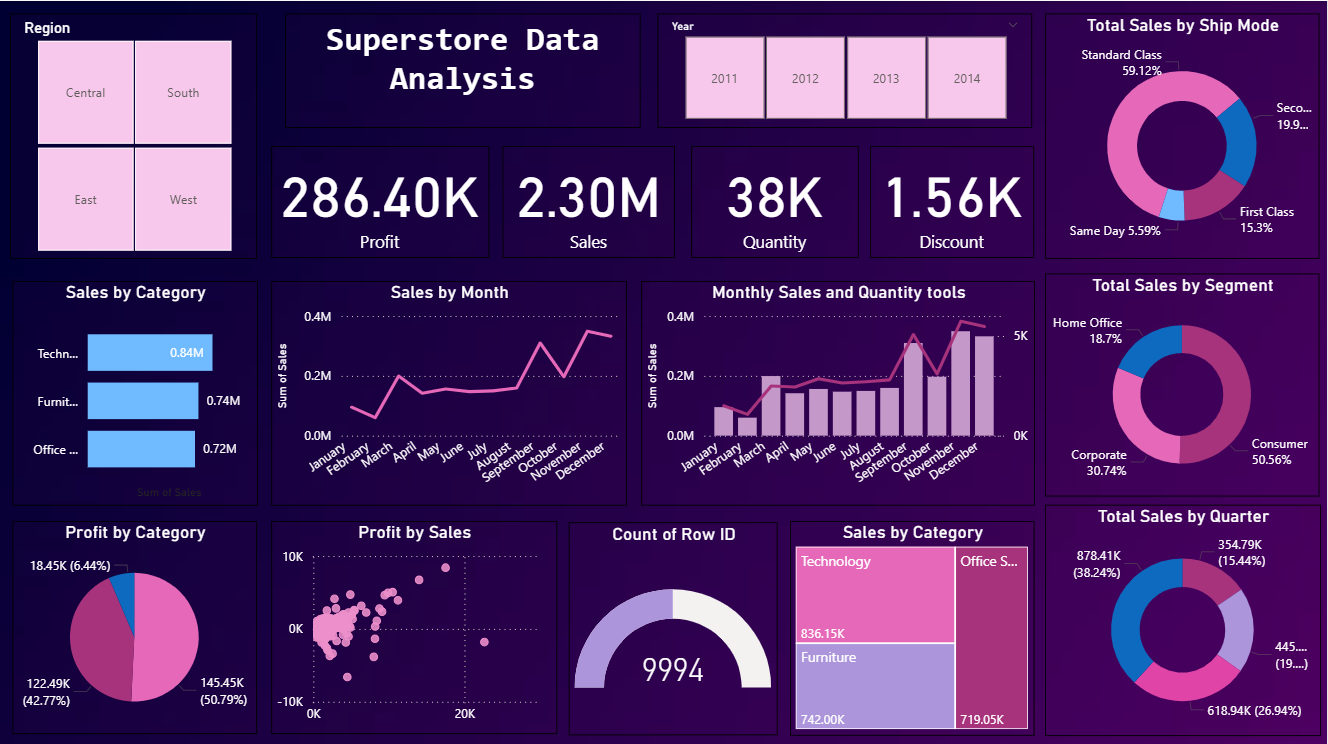 Region
Central
South
East
West
Superstore Data
Analysis
Year
2011
2012
2013
2014
286.40K
Profit
2.30M
Sales
38K
Quantity
1.56K
Discount
Total Sales by Ship Mode
Standard Class
59.12%
Seco...
19.9...
First Class
15.3%
Same Day 5.59%
Sales by Category
Techn...
0.84M
Furnit...
0.74M
Office ...
0.72M
Sum of Sales
Sales by Month
Sum of Sales
0.4M
0.2M
0.0M
January
February
March
April
May
June
July
August
September
October
November
December
Monthly Sales and Quantity tools
Sum of Sales
0.4M
0.2M
0.0M
5K
0K
January
February
March
April
May
June
July
August
September
October
November
December
Total Sales by Segment
Home Office
18.7%
Corporate
30.74%
Consumer
50.56%
Profit by Category
18.45K (6.44%)
122.49K
(42.77%)
145.45K
(50.79%)
Profit by Sales
10K
0K
-10K
0K
20K
Count of Row ID
9994
Sales by Category
Technology
836.15K
Furniture
742.00K
Office S...
719.05K
Total Sales by Quarter
878.41K
(38.24%)
354.79K
(15.44%)
445....
(19....)
618.94K (26.94%)